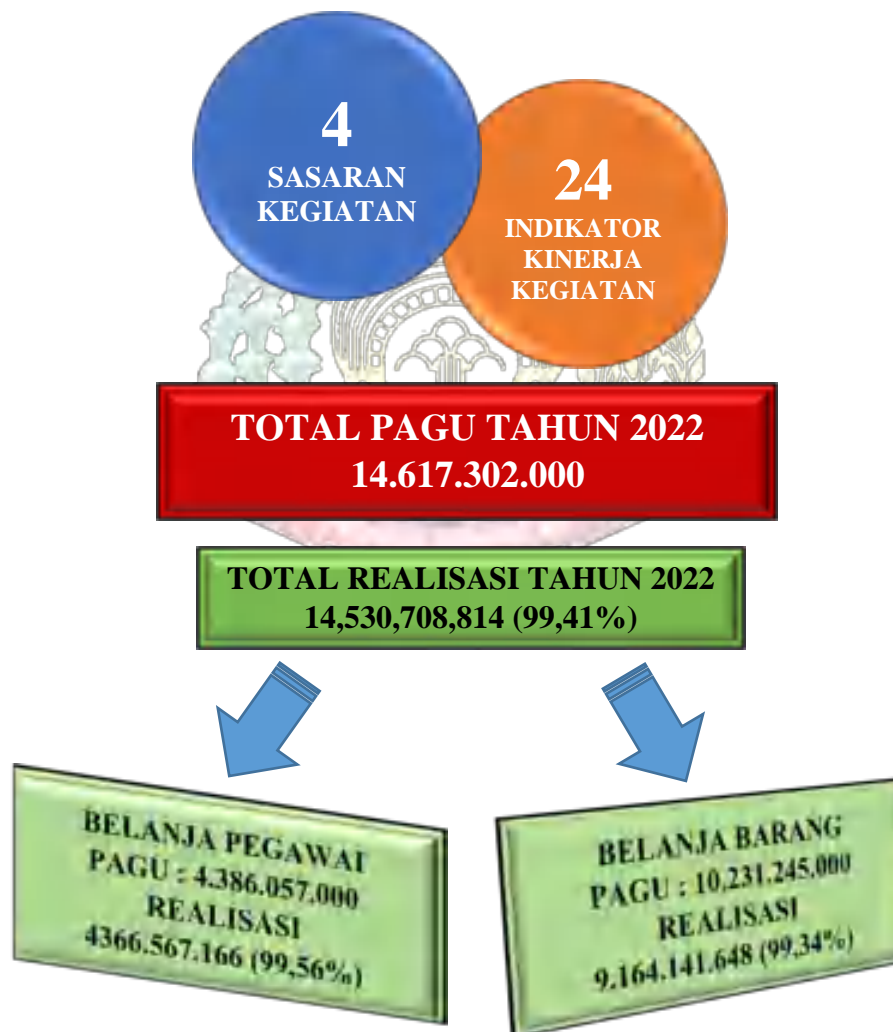 4
SASARAN
KEGIATAN
24
INDIKATOR
KINERJA
KEGIATAN
TOTAL PAGU TAHUN 2022
14.617.302.000
TOTAL REALISASI TAHUN 2022
14,530,708,814 (99,41%)
BELANJA PEGAWAI
PAGU : 4.386.057.000
REALISASI
4366.567.166 (99,56%)
BELANJA BARANG
PAGU : 10,231.245.000
REALISASI
9.164.141.648 (99,34%)